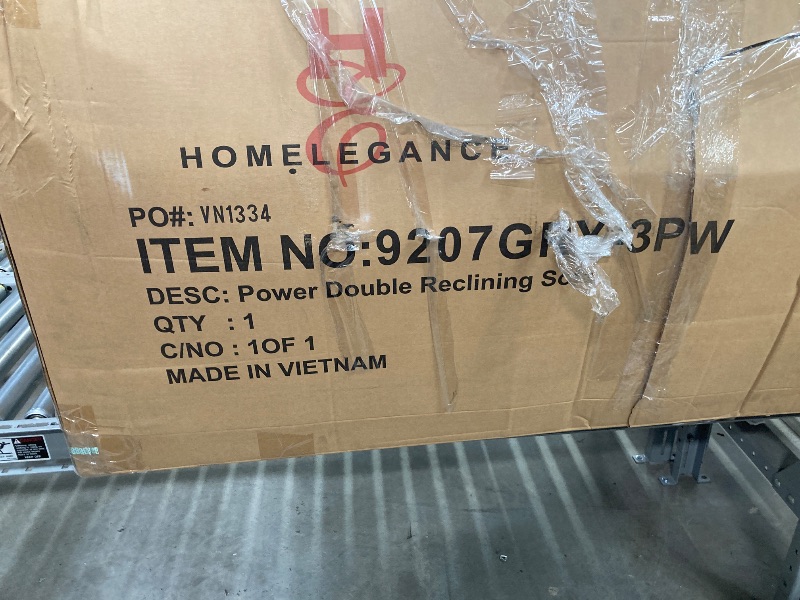 HOMELEGANCE
PO#: VN1334
ITEM NO:9207GRY-3PW
DESC: Power Double Reclining
QTY : 1
C/NO : 1OF 1
MADE IN VIETNAM